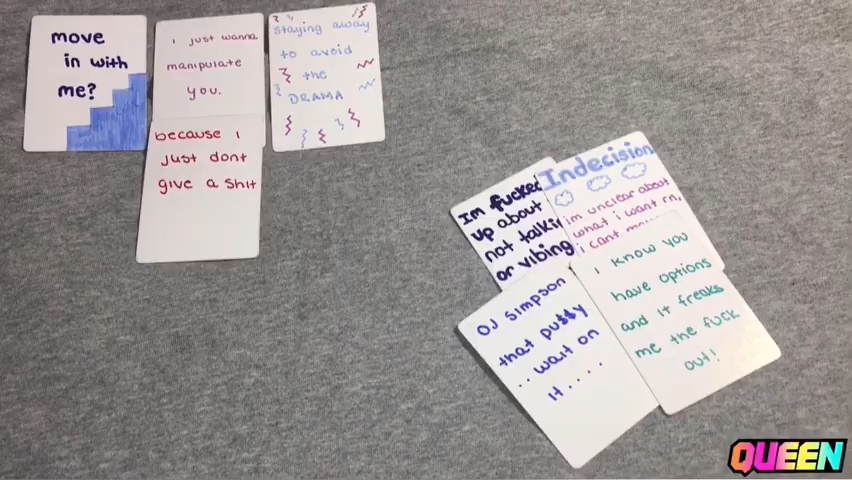 move
in with
me?
i just wanna
manipulate
you.
because i
just dont
give a shit
staying away
to avoid
the
DRAMA
Im fucked
up about
not talki
or vibing
Indecision
im unclear about
what i want rn.
i cant
OJ simpson
that pussy
.. wait on
it.....
i know you
have options
and it freaks
me the fuck
out!
QUEEN